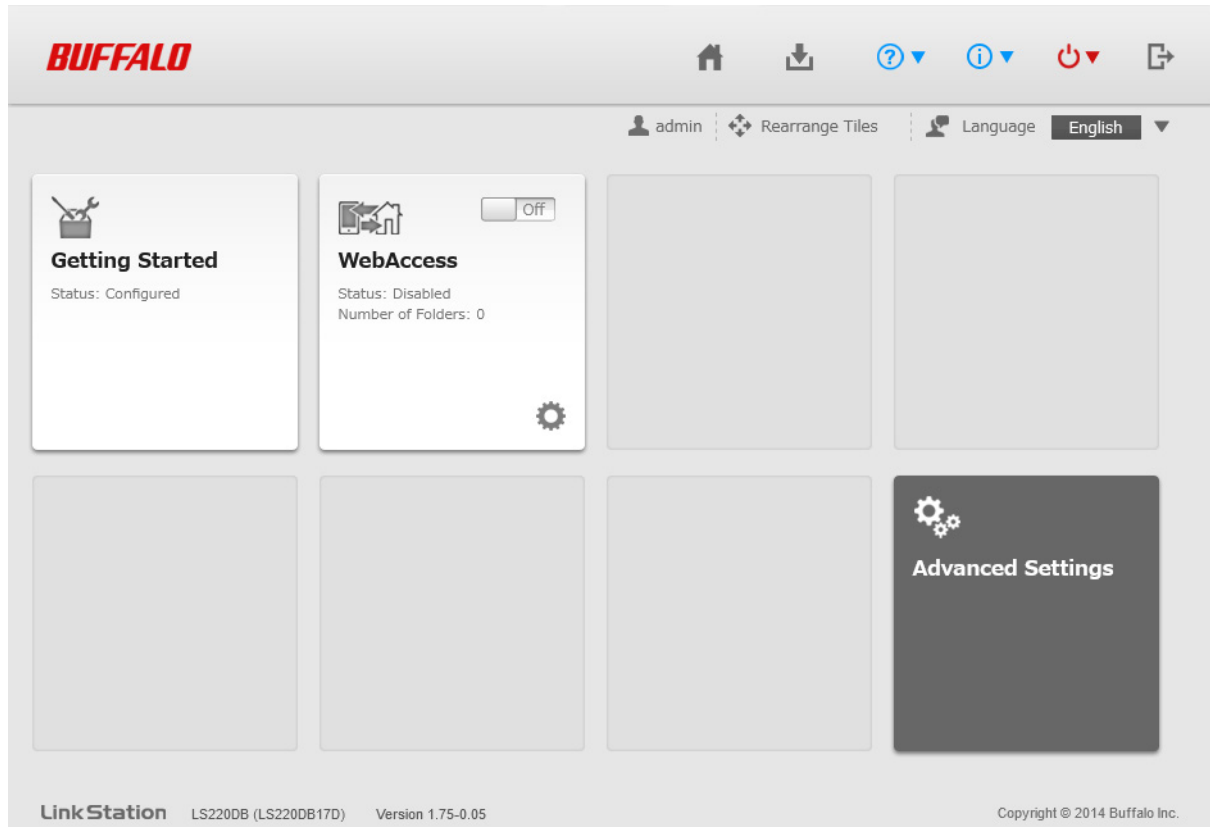 BUFFALO
admin Rearrange Tiles Language English
Getting Started
Status: Configured
Off
WebAccess
Status: Disabled
Number of Folders: 0
Advanced Settings
LinkStation LS220DB (LS220DB17D) Version 1.75-0.05 Copyright © 2014 Buffalo Inc.